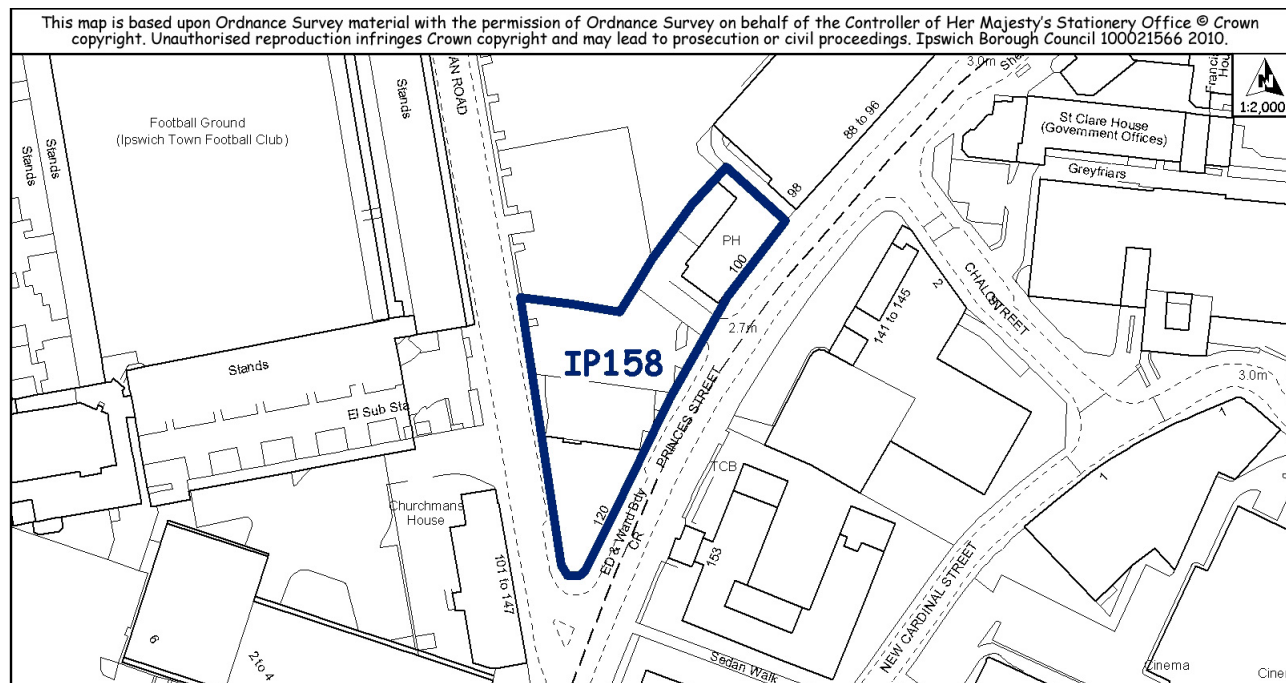 This map is based upon Ordnance Survey material with the permission of Ordnance Survey on behalf of the Controller of Her Majesty's Stationery Office © Crown
copyright. Unauthorised reproduction infringes Crown copyright and may lead to prosecution or civil proceedings. Ipswich Borough Council 100021566 2010.
N
1:2,000
Football Ground
(Ipswich Town Football Club)
Stands
Stands
Stands
Stands
El Sub Sta
AN ROAD
3.0m
88 to 96
98
St Clare House
(Government Offices)
Greyfriars
PH
100
2.7m
IP158
PRINCES STREET
120
ED & Ward Bdy
CR
TCB
153
141 to 145
2
STREET
3.0m
1
1
NEW CARDINAL STREET
Sedan Walk
Churchmans
House
101 to 147
6
2 to 4
Cinema